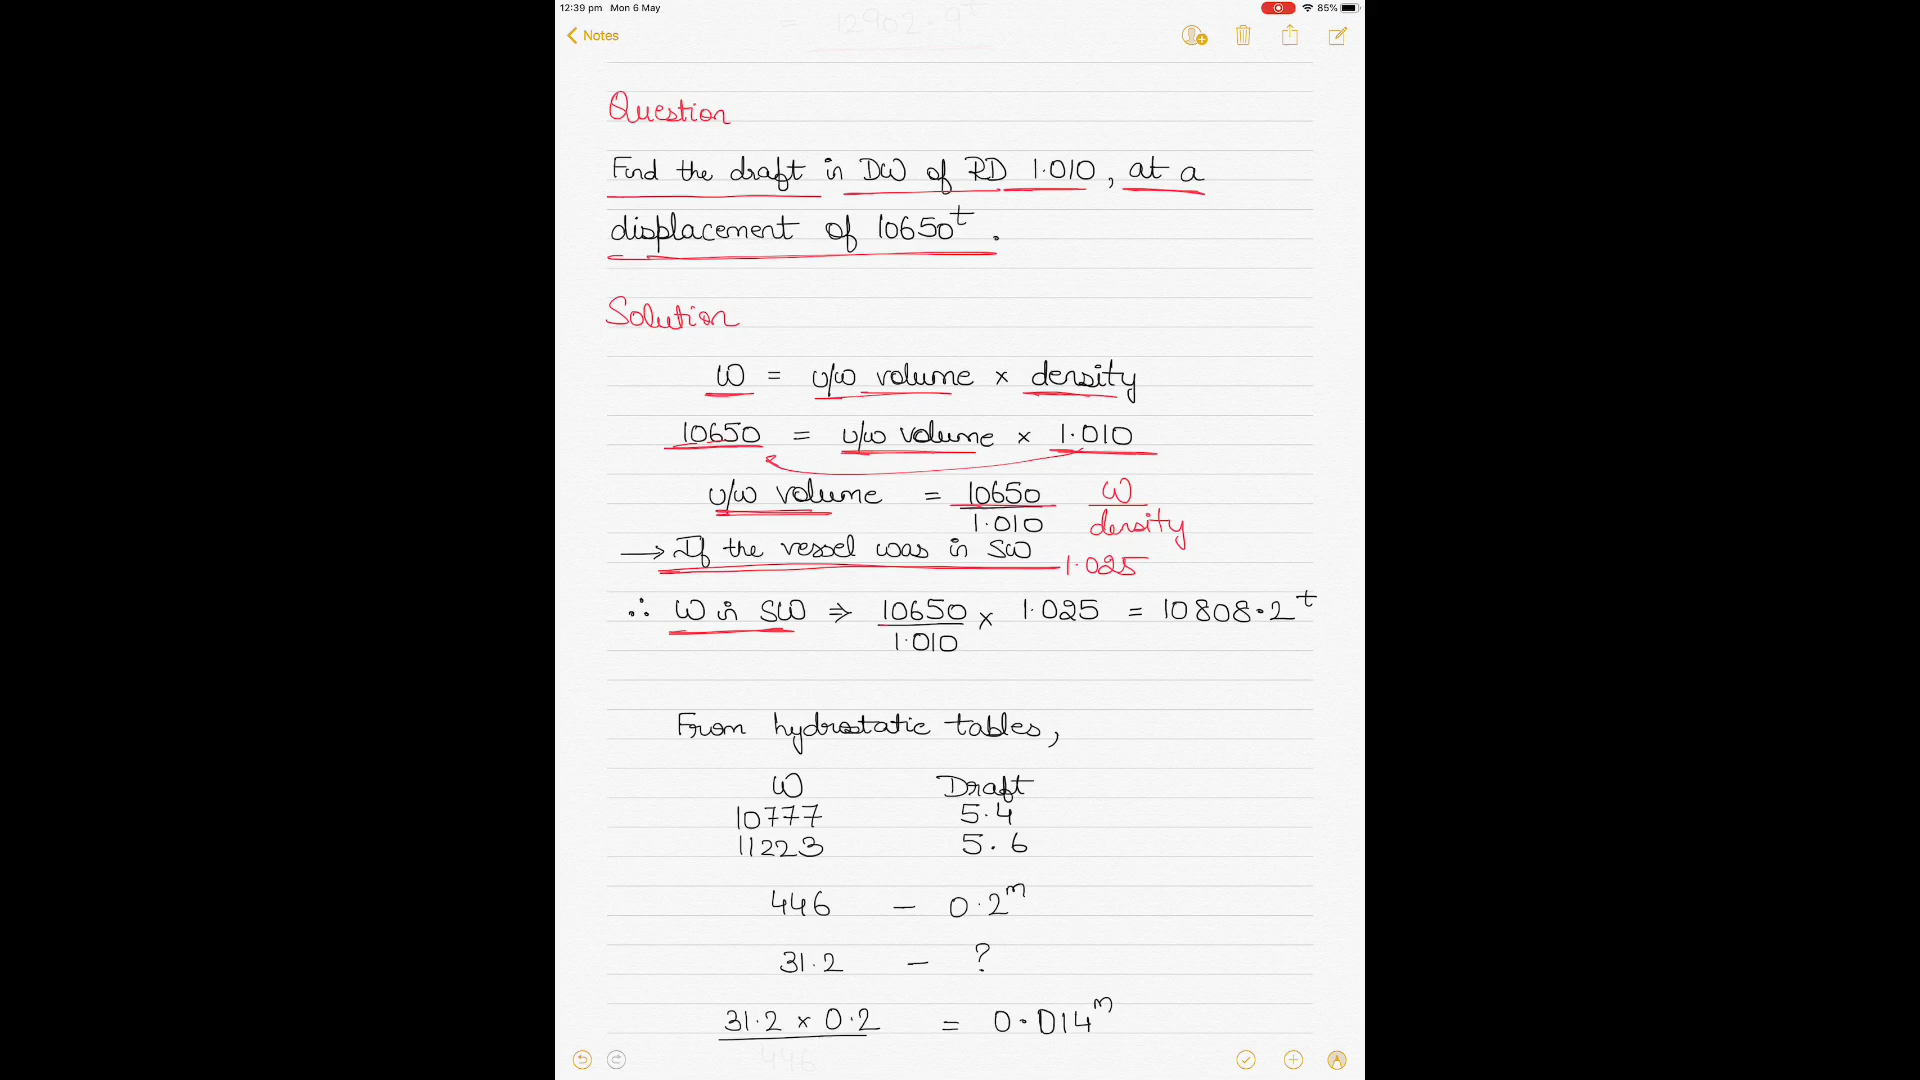 12:39 pm Mon 6 May
85%
= 12902.9t
Notes
Question
Find the draft in DW of RD 1.010, at a
displacement of 10650t.
Solution
W = u/w volume × density
10650 = u/w volume × 1.010
u/w volume = 10650 W
1.010 density
→ If the vessel was in SW 1.025
∴ W in SW ⇒ 10650 × 1.025 = 10808.2t
1.010
From hydrostatic tables,
W Draft
10777 5.4
11223 5.6
446 – 0.2m
31.2 – ?
31.2 × 0.2 = 0.014m
446